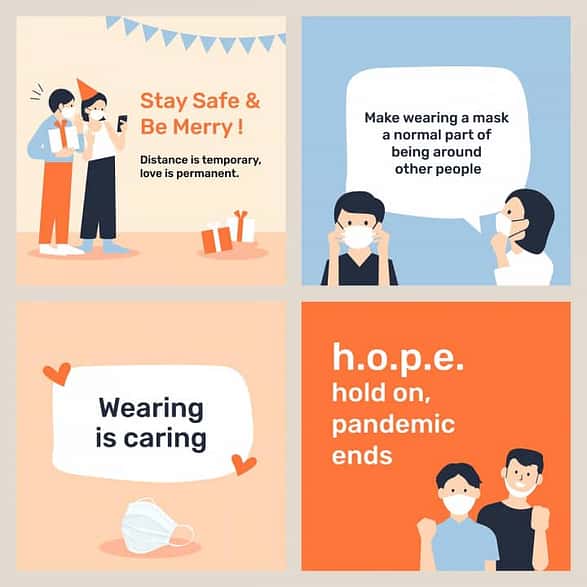 Stay Safe &
Be Merry !
Distance is temporary,
love is permanent.
Make wearing a mask
a normal part of
being around
other people
Wearing
is caring
h.o.p.e.
hold on,
pandemic
ends